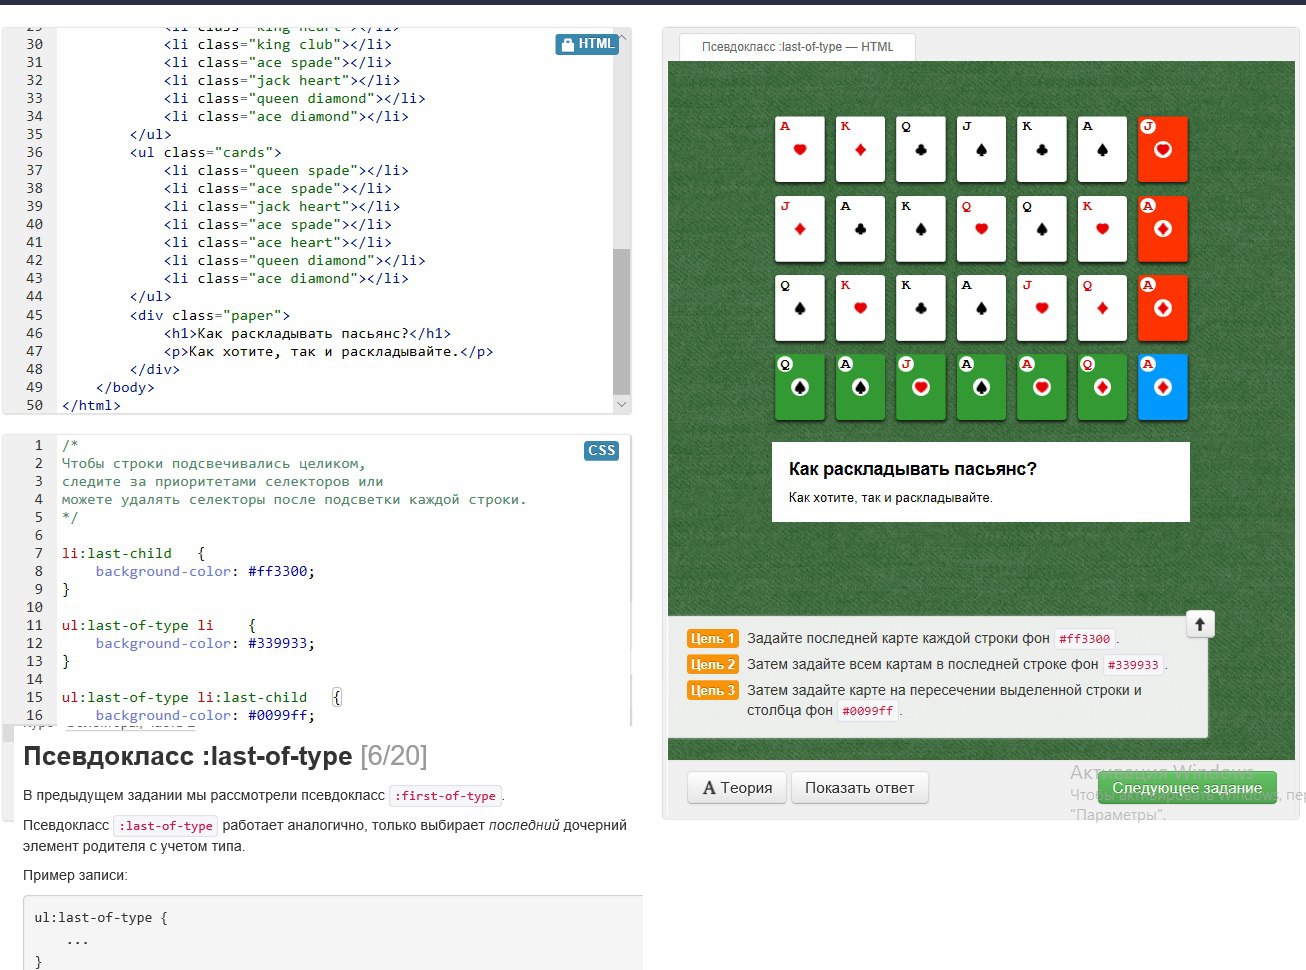 30 <li class="king club"></li>
HTML
31 <li class="ace spade"></li>
32 <li class="jack heart"></li>
33 <li class="queen diamond"></li>
34 <li class="ace diamond"></li>
35 </ul>
36 <ul class="cards">
37 <li class="queen spade"></li>
38 <li class="ace spade"></li>
39 <li class="jack heart"></li>
40 <li class="ace spade"></li>
41 <li class="ace heart"></li>
42 <li class="queen diamond"></li>
43 <li class="ace diamond"></li>
44 </ul>
45 <div class="paper">
46 <h1>Как раскладывать пасьянс?</h1>
47 <p>Как хотите, так и раскладывайте.</p>
48 </div>
49 </body>
50 </html>
1 /*
CSS
2 Чтобы строки подсвечивались целиком,
3 следите за приоритетами селекторов или
4 можете удалять селекторы после подсветки каждой строки.
5 */
6
7 li:last-child {
8 background-color: #ff3300;
9 }
10
11 ul:last-of-type li {
12 background-color: #339933;
13 }
14
15 ul:last-of-type li:last-child {
16 background-color: #0099ff;
Псевдокласс :last-of-type [6/20]
В предыдущем задании мы рассмотрели псевдокласс :first-of-type.
Псевдокласс :last-of-type работает аналогично, только выбирает последний дочерний
элемент родителя с учетом типа.
Пример записи:
ul:last-of-type {
...
}
Псевдокласс :last-of-type — HTML
A K Q J K A J
J A K Q Q K A
Q K K A J Q A
Q A J A A Q A
Как раскладывать пасьянс?
Как хотите, так и раскладывайте.
Цель 1 Задайте последней карте каждой строки фон #ff3300.
Цель 2 Затем задайте всем картам в последней строке фон #339933.
Цель 3 Затем задайте карте на пересечении выделенной строки и
столбца фон #0099ff.
Активация Windows
A Теория
Показать ответ
Следующее задание
Чтобы активировать Windows, пер
"Параметры".